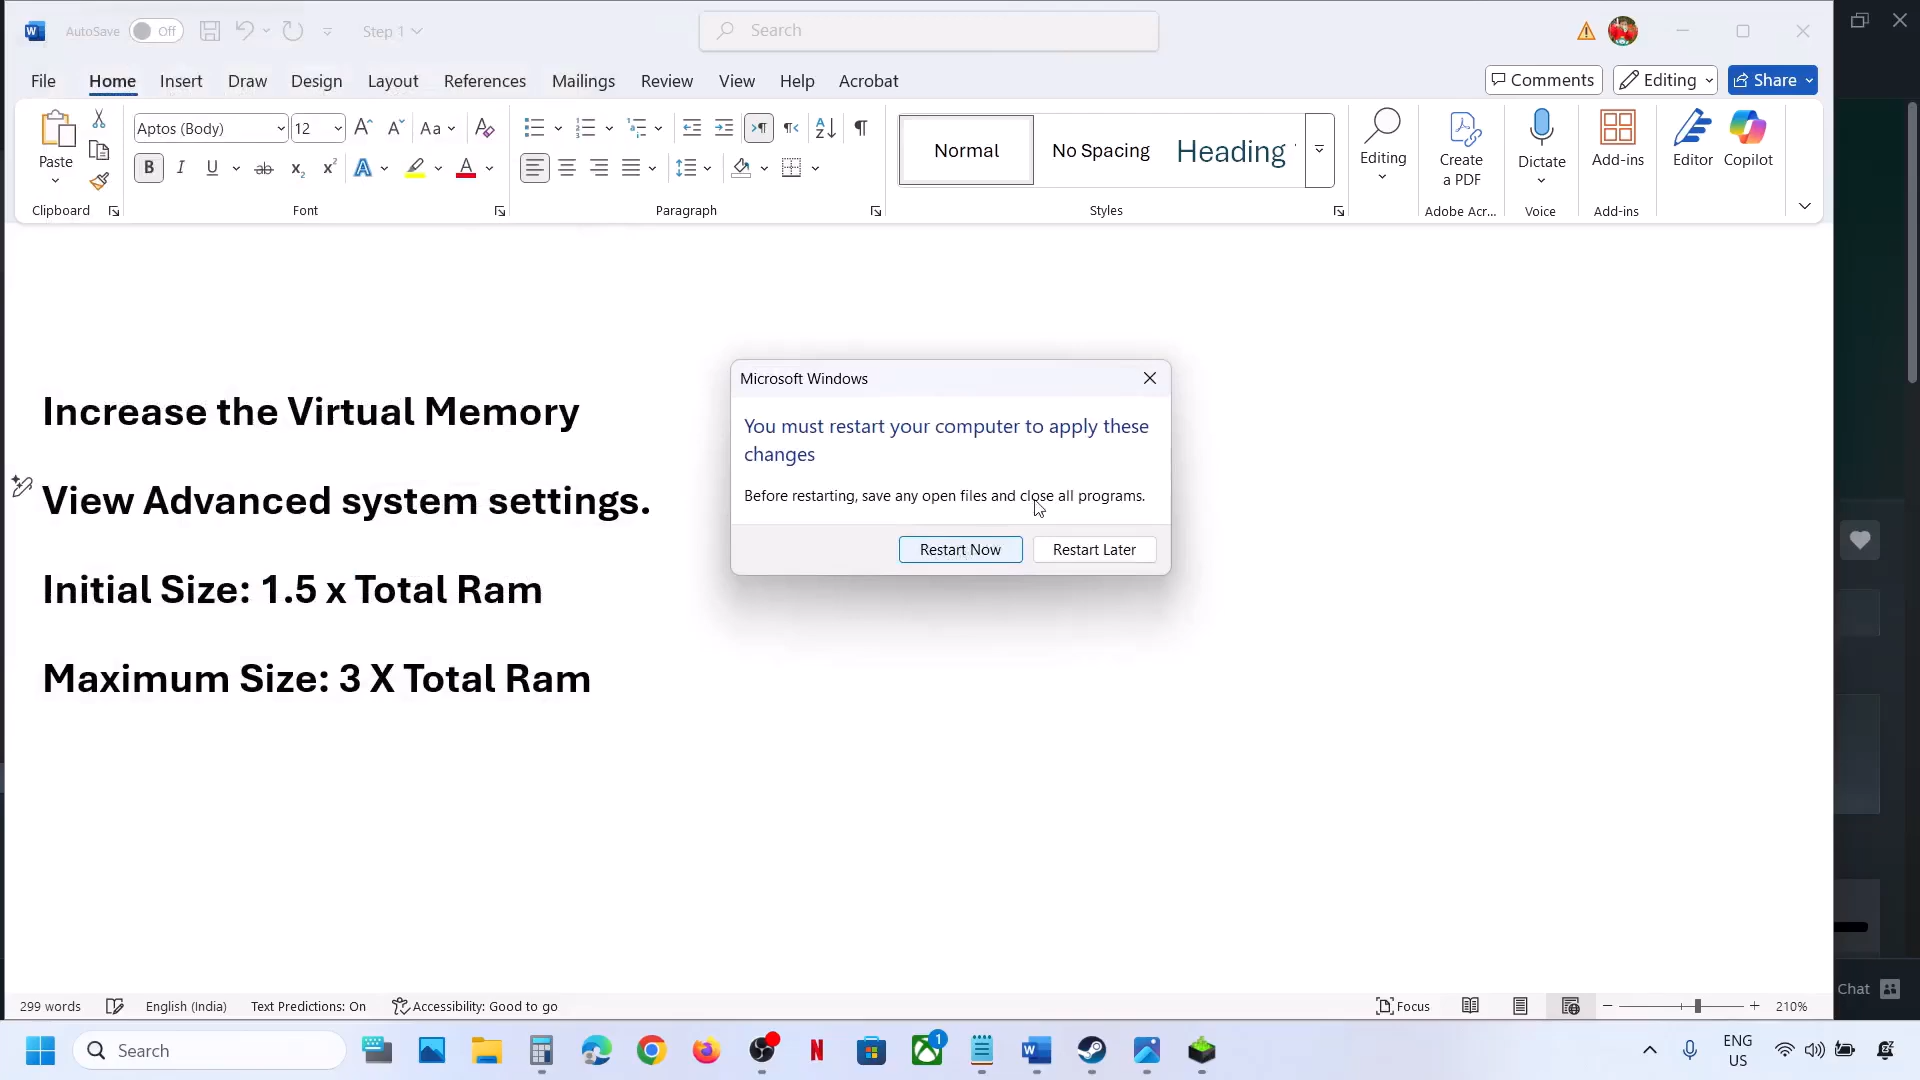 AutoSave Off Step 1 Search
File Home Insert Draw Design Layout References Mailings Review View Help Acrobat Comments Editing Share
Aptos (Body) 12 Aa Normal No Spacing Heading
Paste Editing Create a PDF Dictate Add-ins Editor Copilot
Clipboard Font Paragraph Styles Adobe Acr... Voice Add-ins
Microsoft Windows
You must restart your computer to apply these
changes
Before restarting, save any open files and close all programs.
Restart Now Restart Later
Increase the Virtual Memory
View Advanced system settings.
Initial Size: 1.5 x Total Ram
Maximum Size: 3 X Total Ram
Chat
299 words English (India) Text Predictions: On Accessibility: Good to go Focus 210%
Search 1 ENG
US